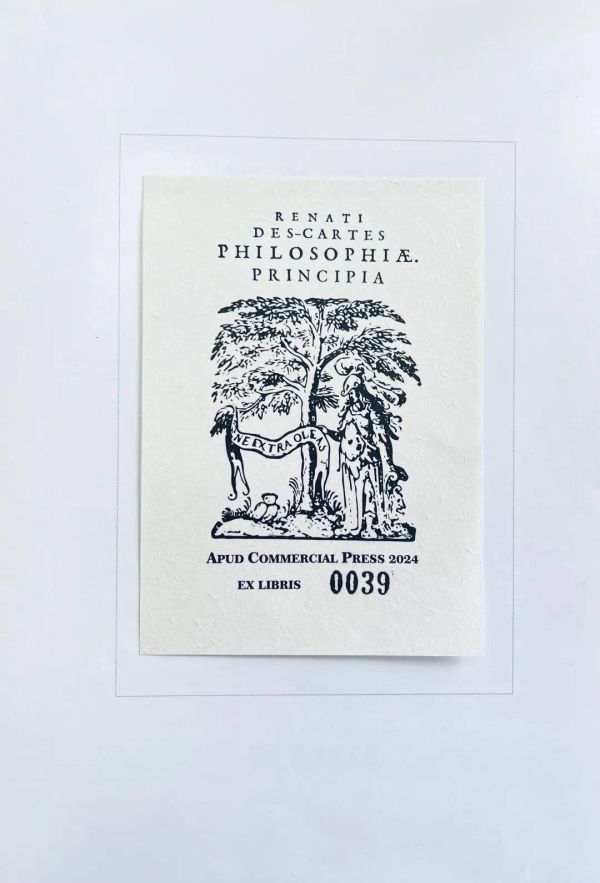 RENATI
DES-CARTES
PHILOSOPHIÆ.
PRINCIPIA
NE EXTRA OLEAS
APUD COMMERCIAL PRESS 2024
EX LIBRIS 0039